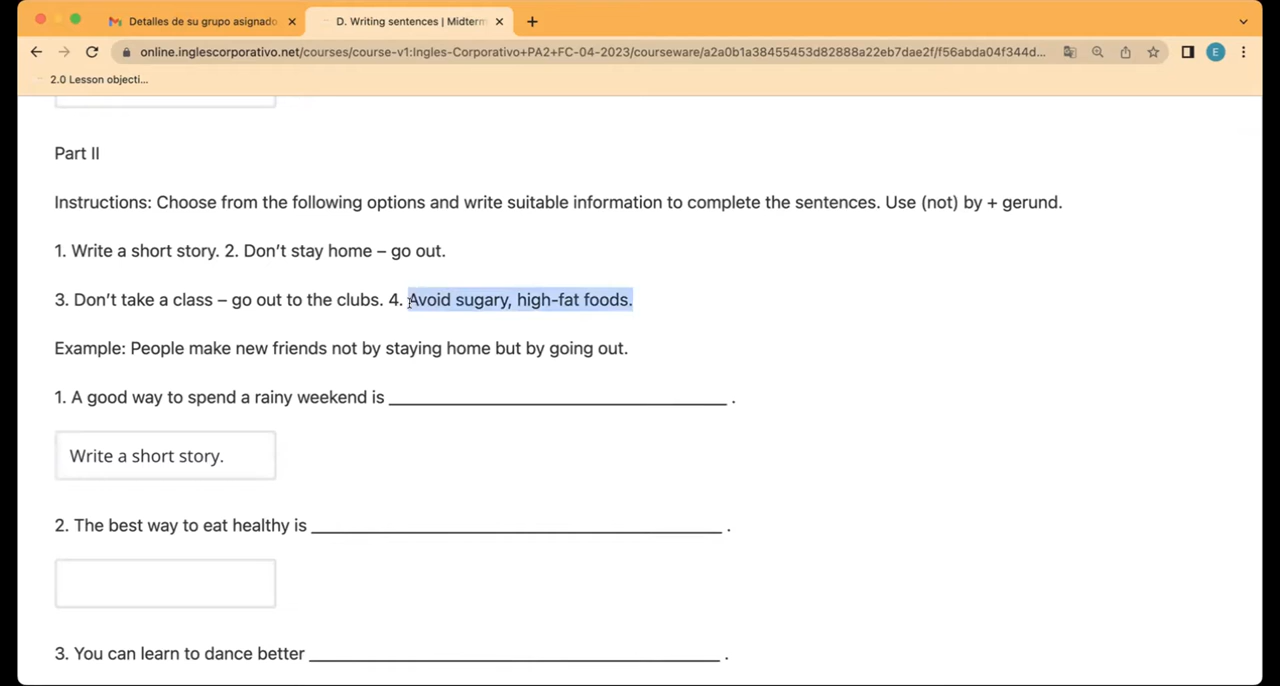 Detalles de su grupo asignado
D. Writing sentences | Midterm
online.inglescorporativo.net/courses/course-v1:Ingles-Corporativo+PA2+FC-04-2023/courseware/a2a0b1a38455453d82888a22eb7dae2f/f56abda04f344d...
E
2.0 Lesson objecti...
Part II
Instructions: Choose from the following options and write suitable information to complete the sentences. Use (not) by + gerund.
1. Write a short story. 2. Don’t stay home – go out.
3. Don’t take a class – go out to the clubs. 4. Avoid sugary, high-fat foods.
Example: People make new friends not by staying home but by going out.
1. A good way to spend a rainy weekend is ________________________________ .
Write a short story.
2. The best way to eat healthy is _______________________________________ .
3. You can learn to dance better _______________________________________ .